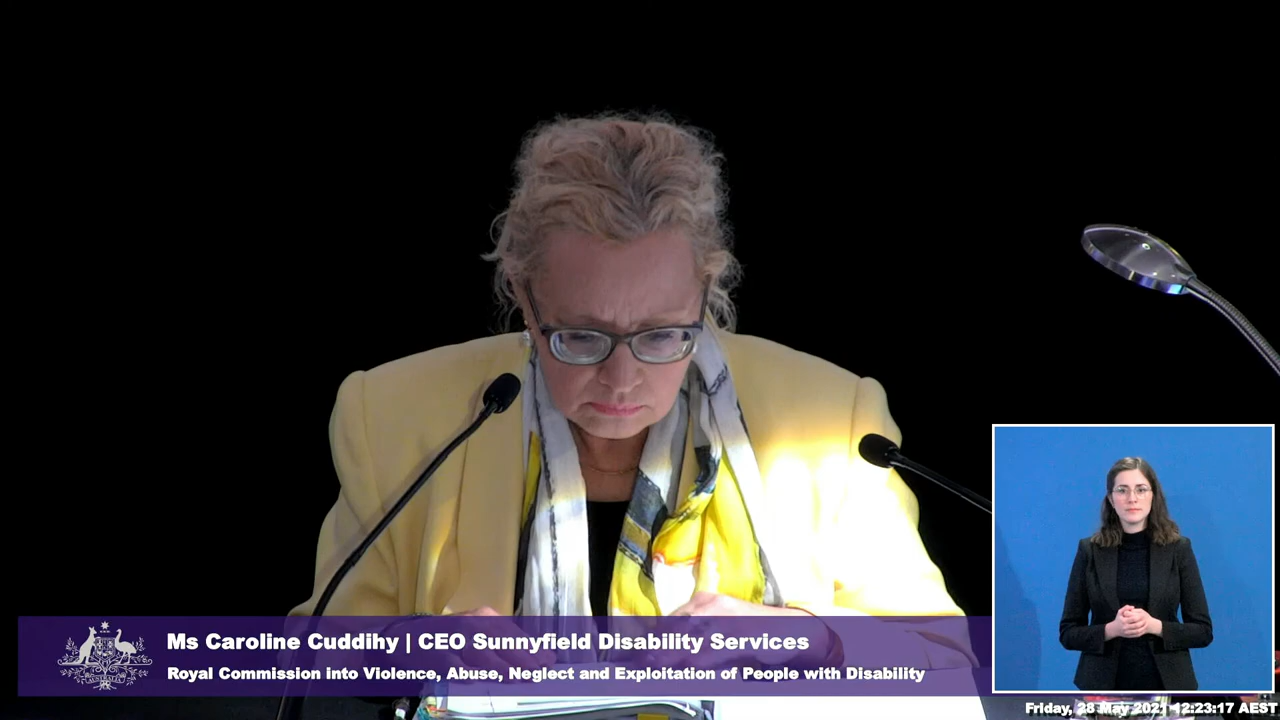 Ms Caroline Cuddihy | CEO Sunnyfield Disability Services
Royal Commission into Violence, Abuse, Neglect and Exploitation of People with Disability
Friday, 28 May 2021 12:23:17 AEST